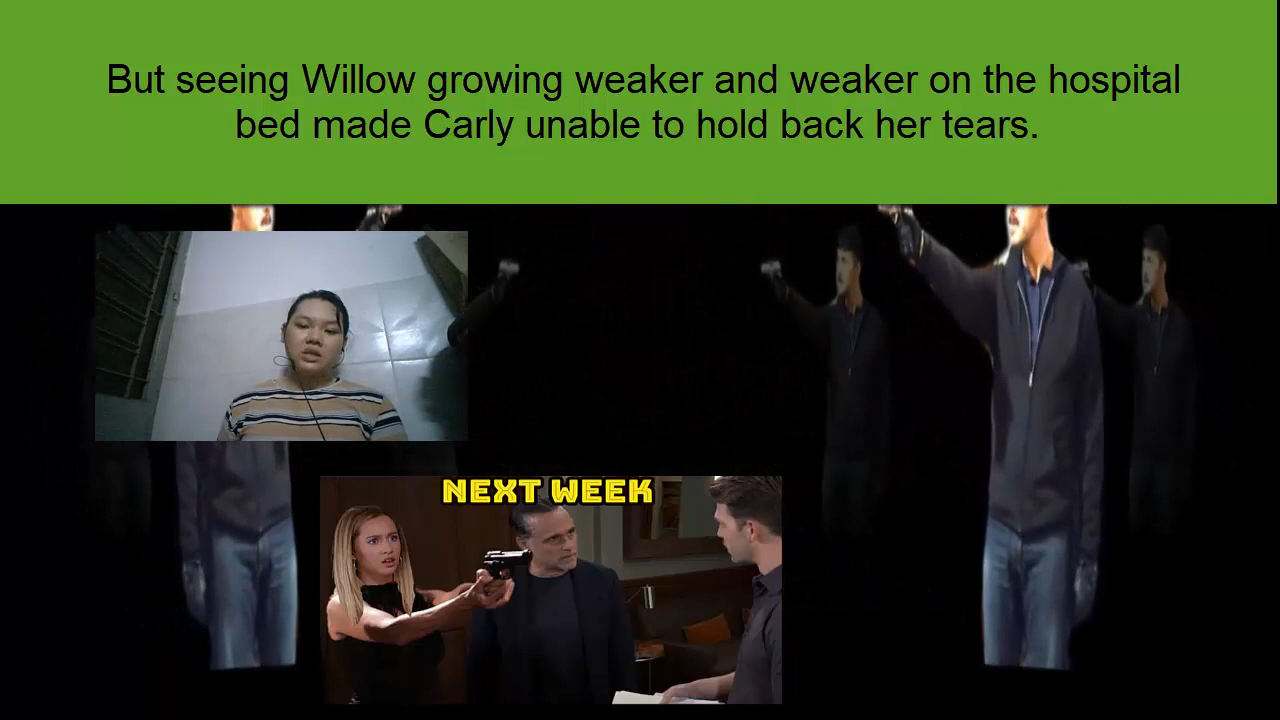 But seeing Willow growing weaker and weaker on the hospital
bed made Carly unable to hold back her tears.
NEXT WEEK